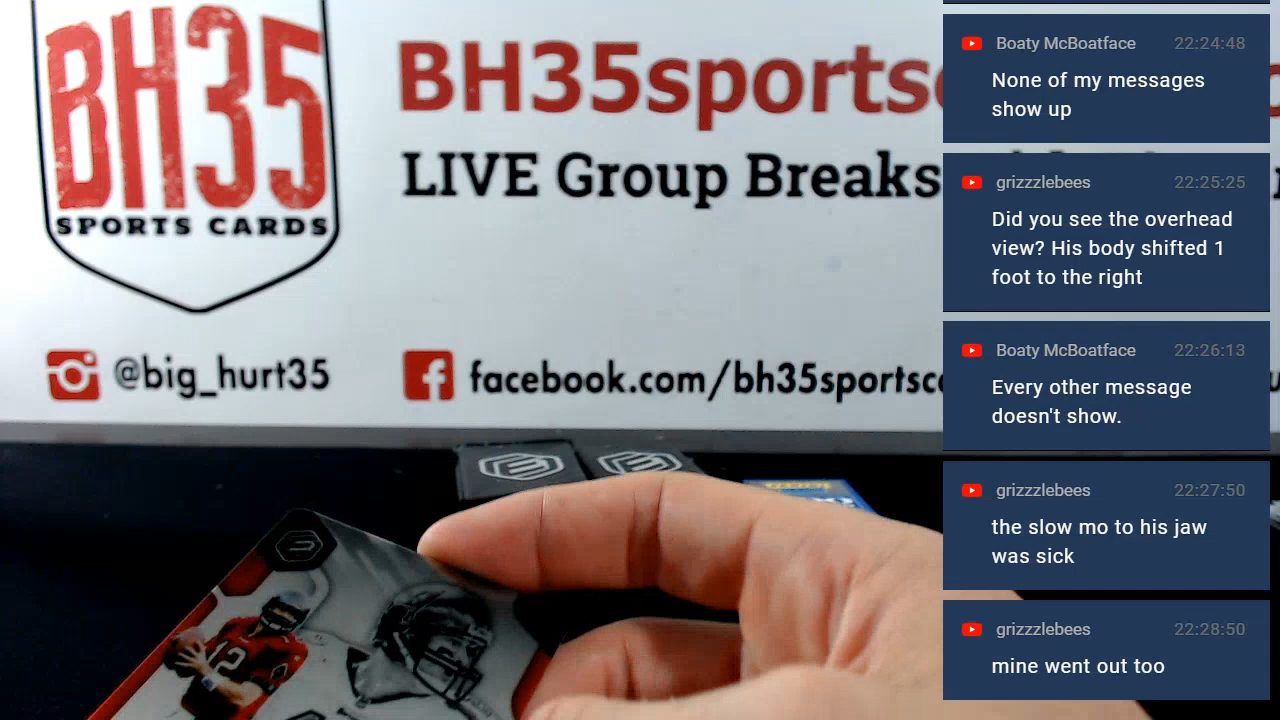 BH35
SPORTS CARDS
BH35sportsc
LIVE Group Breaks
@big_hurt35
facebook.com/bh35sportsc
12
Boaty McBoatface 22:24:48
None of my messages
show up
grizzzlebees 22:25:25
Did you see the overhead
view? His body shifted 1
foot to the right
Boaty McBoatface 22:26:13
Every other message
doesn't show.
grizzzlebees 22:27:50
the slow mo to his jaw
was sick
grizzzlebees 22:28:50
mine went out too